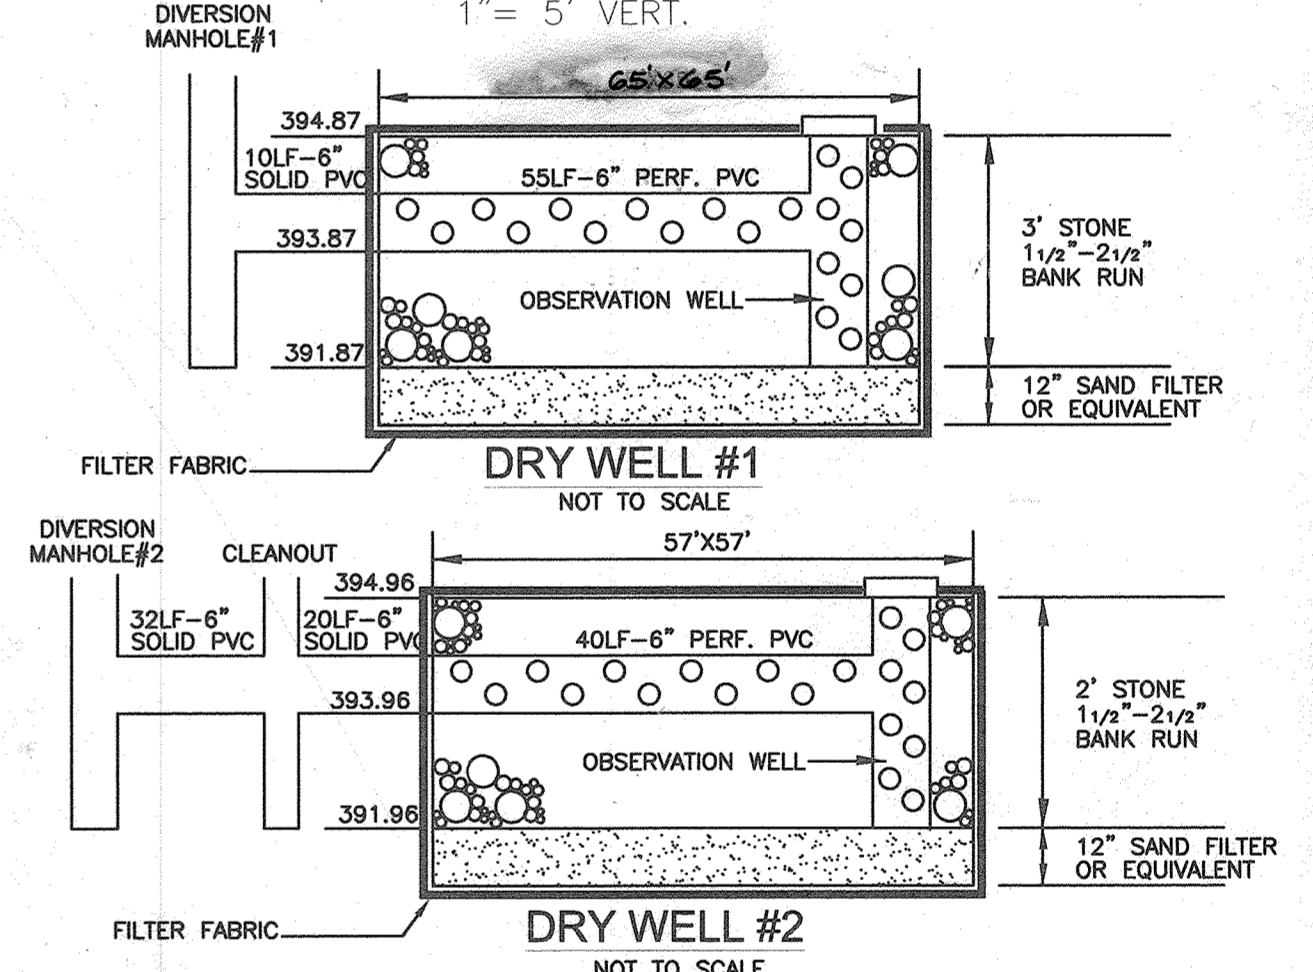 1"= 5' VERT.
DIVERSION
MANHOLE#1
65'X65'
394.87
10LF-6"
SOLID PVC
55LF-6" PERF. PVC
393.87
3' STONE
1 1/2"-2 1/2"
BANK RUN
OBSERVATION WELL
391.87
12" SAND FILTER
OR EQUIVALENT
FILTER FABRIC
DRY WELL #1
NOT TO SCALE
DIVERSION
MANHOLE#2
CLEANOUT
57'X57'
394.96
32LF-6"
SOLID PVC
20LF-6"
SOLID PVC
40LF-6" PERF. PVC
393.96
2' STONE
1 1/2"-2 1/2"
BANK RUN
OBSERVATION WELL
391.96
12" SAND FILTER
OR EQUIVALENT
FILTER FABRIC
DRY WELL #2
NOT TO SCALE